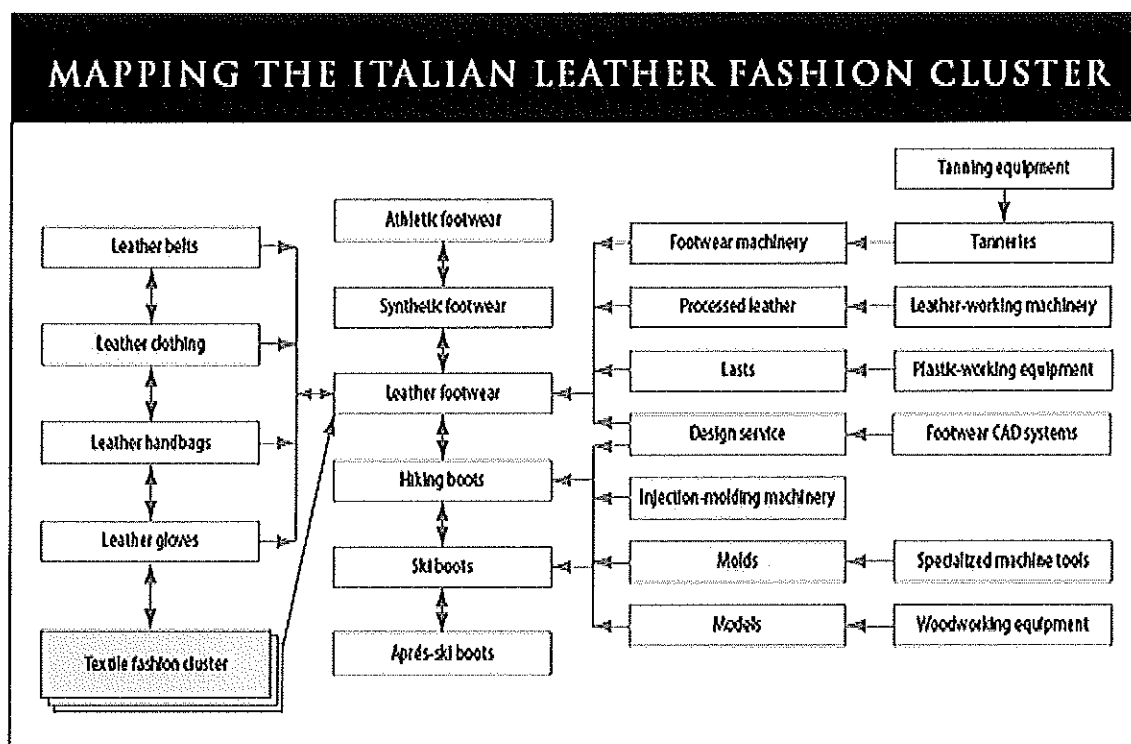 MAPPING THE ITALIAN LEATHER FASHION CLUSTER
Leather belts
Leather clothing
Leather handbags
Leather gloves
Textile fashion cluster
Athletic footwear
Synthetic footwear
Leather footwear
Hiking boots
Ski boots
Aprés-ski boots
Footwear machinery
Processed leather
Lasts
Design service
Injection-molding machinery
Molds
Models
Tanning equipment
Tanneries
Leather-working machinery
Plastic-working equipment
Footwear CAD systems
Specialized machine tools
Woodworking equipment